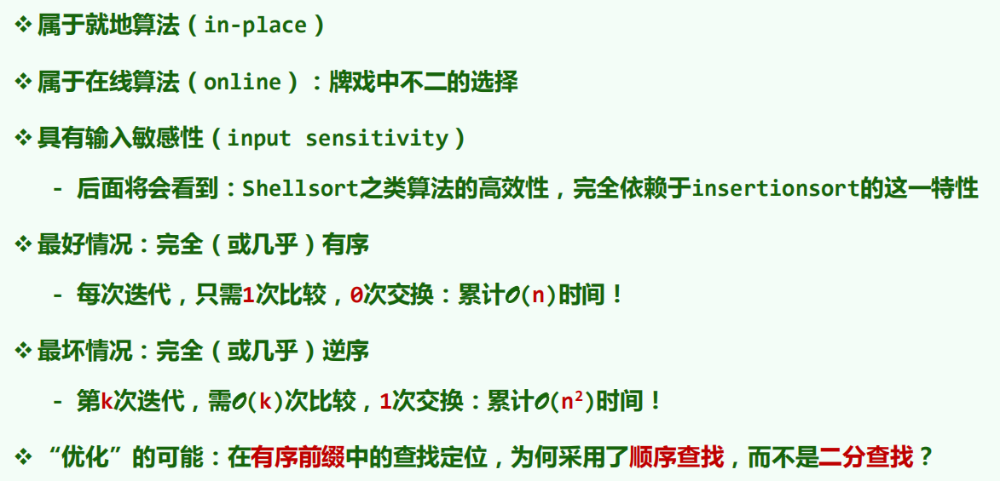 ❖ 属于就地算法（in-place）
❖ 属于在线算法（online）：牌戏中不二的选择
❖ 具有输入敏感性（input sensitivity）
- 后面将会看到：Shellsort之类算法的高效性，完全依赖于insertionsort的这一特性
❖ 最好情况：完全（或几乎）有序
- 每次迭代，只需1次比较，0次交换：累计𝒪(n)时间！
❖ 最坏情况：完全（或几乎）逆序
- 第k次迭代，需𝒪(k)次比较，1次交换：累计𝒪(n²)时间！
❖ “优化”的可能：在有序前缀中的查找定位，为何采用了顺序查找，而不是二分查找？